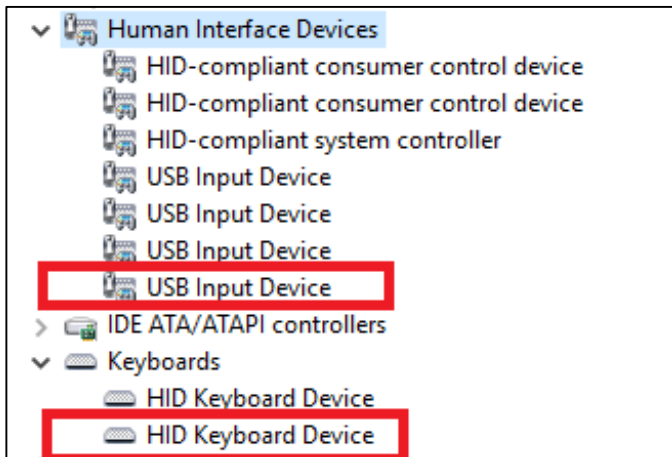 Human Interface Devices
HID-compliant consumer control device
HID-compliant consumer control device
HID-compliant system controller
USB Input Device
USB Input Device
USB Input Device
USB Input Device
IDE ATA/ATAPI controllers
Keyboards
HID Keyboard Device
HID Keyboard Device